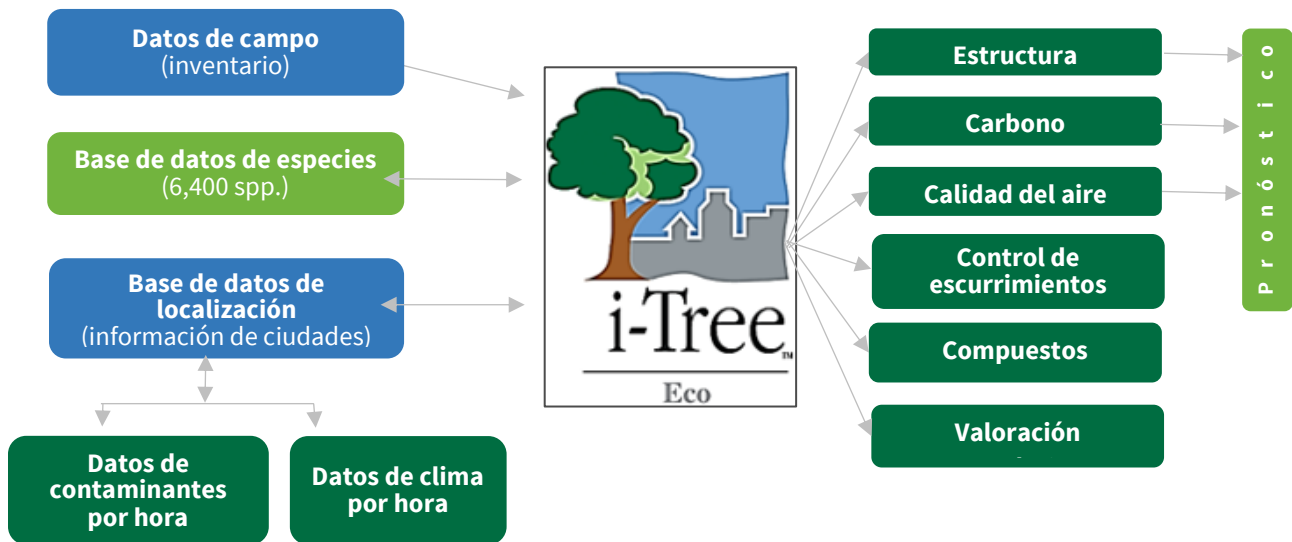 Datos de campo
(inventario)
Base de datos de especies
(6,400 spp.)
Base de datos de
localización
(información de ciudades)
Datos de
contaminantes
por hora
Datos de clima
por hora
i-Tree™
Eco
Estructura
Carbono
Calidad del aire
Control de
escurrimientos
Compuestos
Valoración
Pronóstico